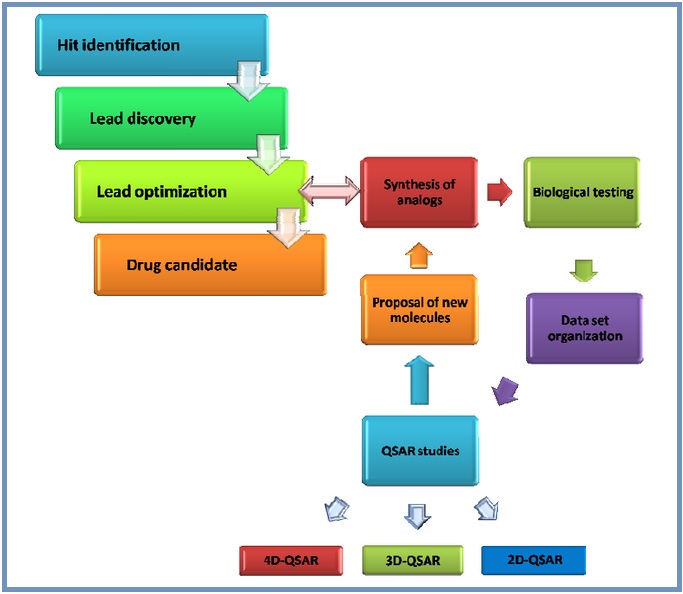 Hit identification
Lead discovery
Lead optimization
Drug candidate
Synthesis of
analogs
Biological testing
Proposal of new
molecules
Data set
organization
QSAR studies
4D-QSAR
3D-QSAR
2D-QSAR